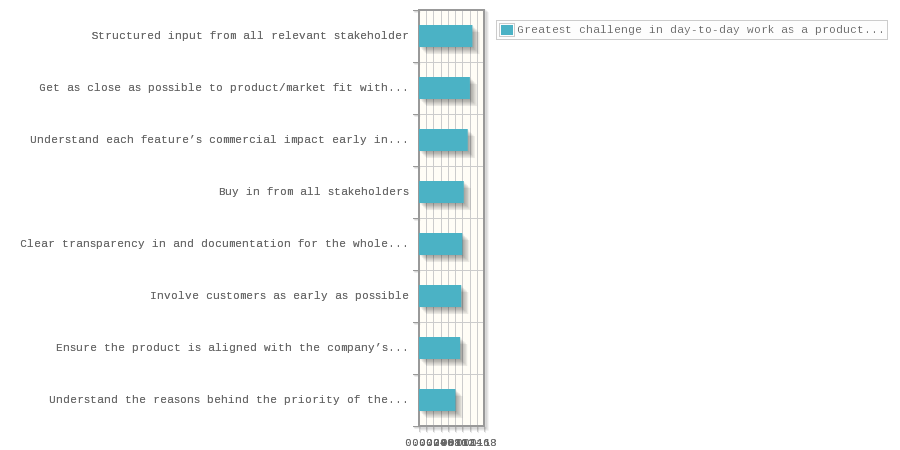 Structured input from all relevant stakeholder
Greatest challenge in day-to-day work as a product...
Get as close as possible to product/market fit with...
Understand each feature’s commercial impact early in...
Buy in from all stakeholders
Clear transparency in and documentation for the whole...
Involve customers as early as possible
Ensure the product is aligned with the company’s...
Understand the reasons behind the priority of the...